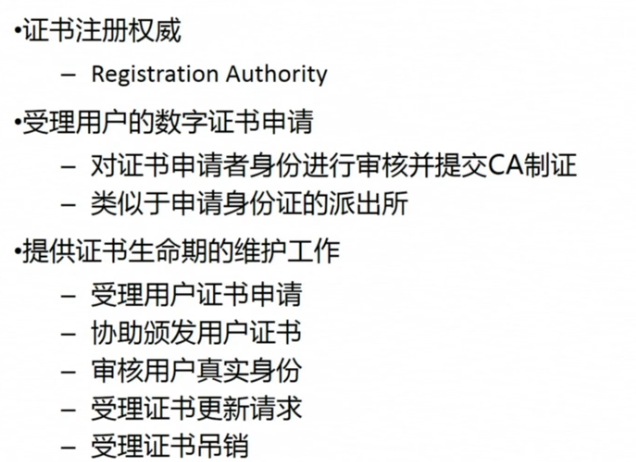 •证书注册权威
– Registration Authority
•受理用户的数字证书申请
– 对证书申请者身份进行审核并提交CA制证
– 类似于申请身份证的派出所
•提供证书生命期的维护工作
– 受理用户证书申请
– 协助颁发用户证书
– 审核用户真实身份
– 受理证书更新请求
– 受理证书吊销